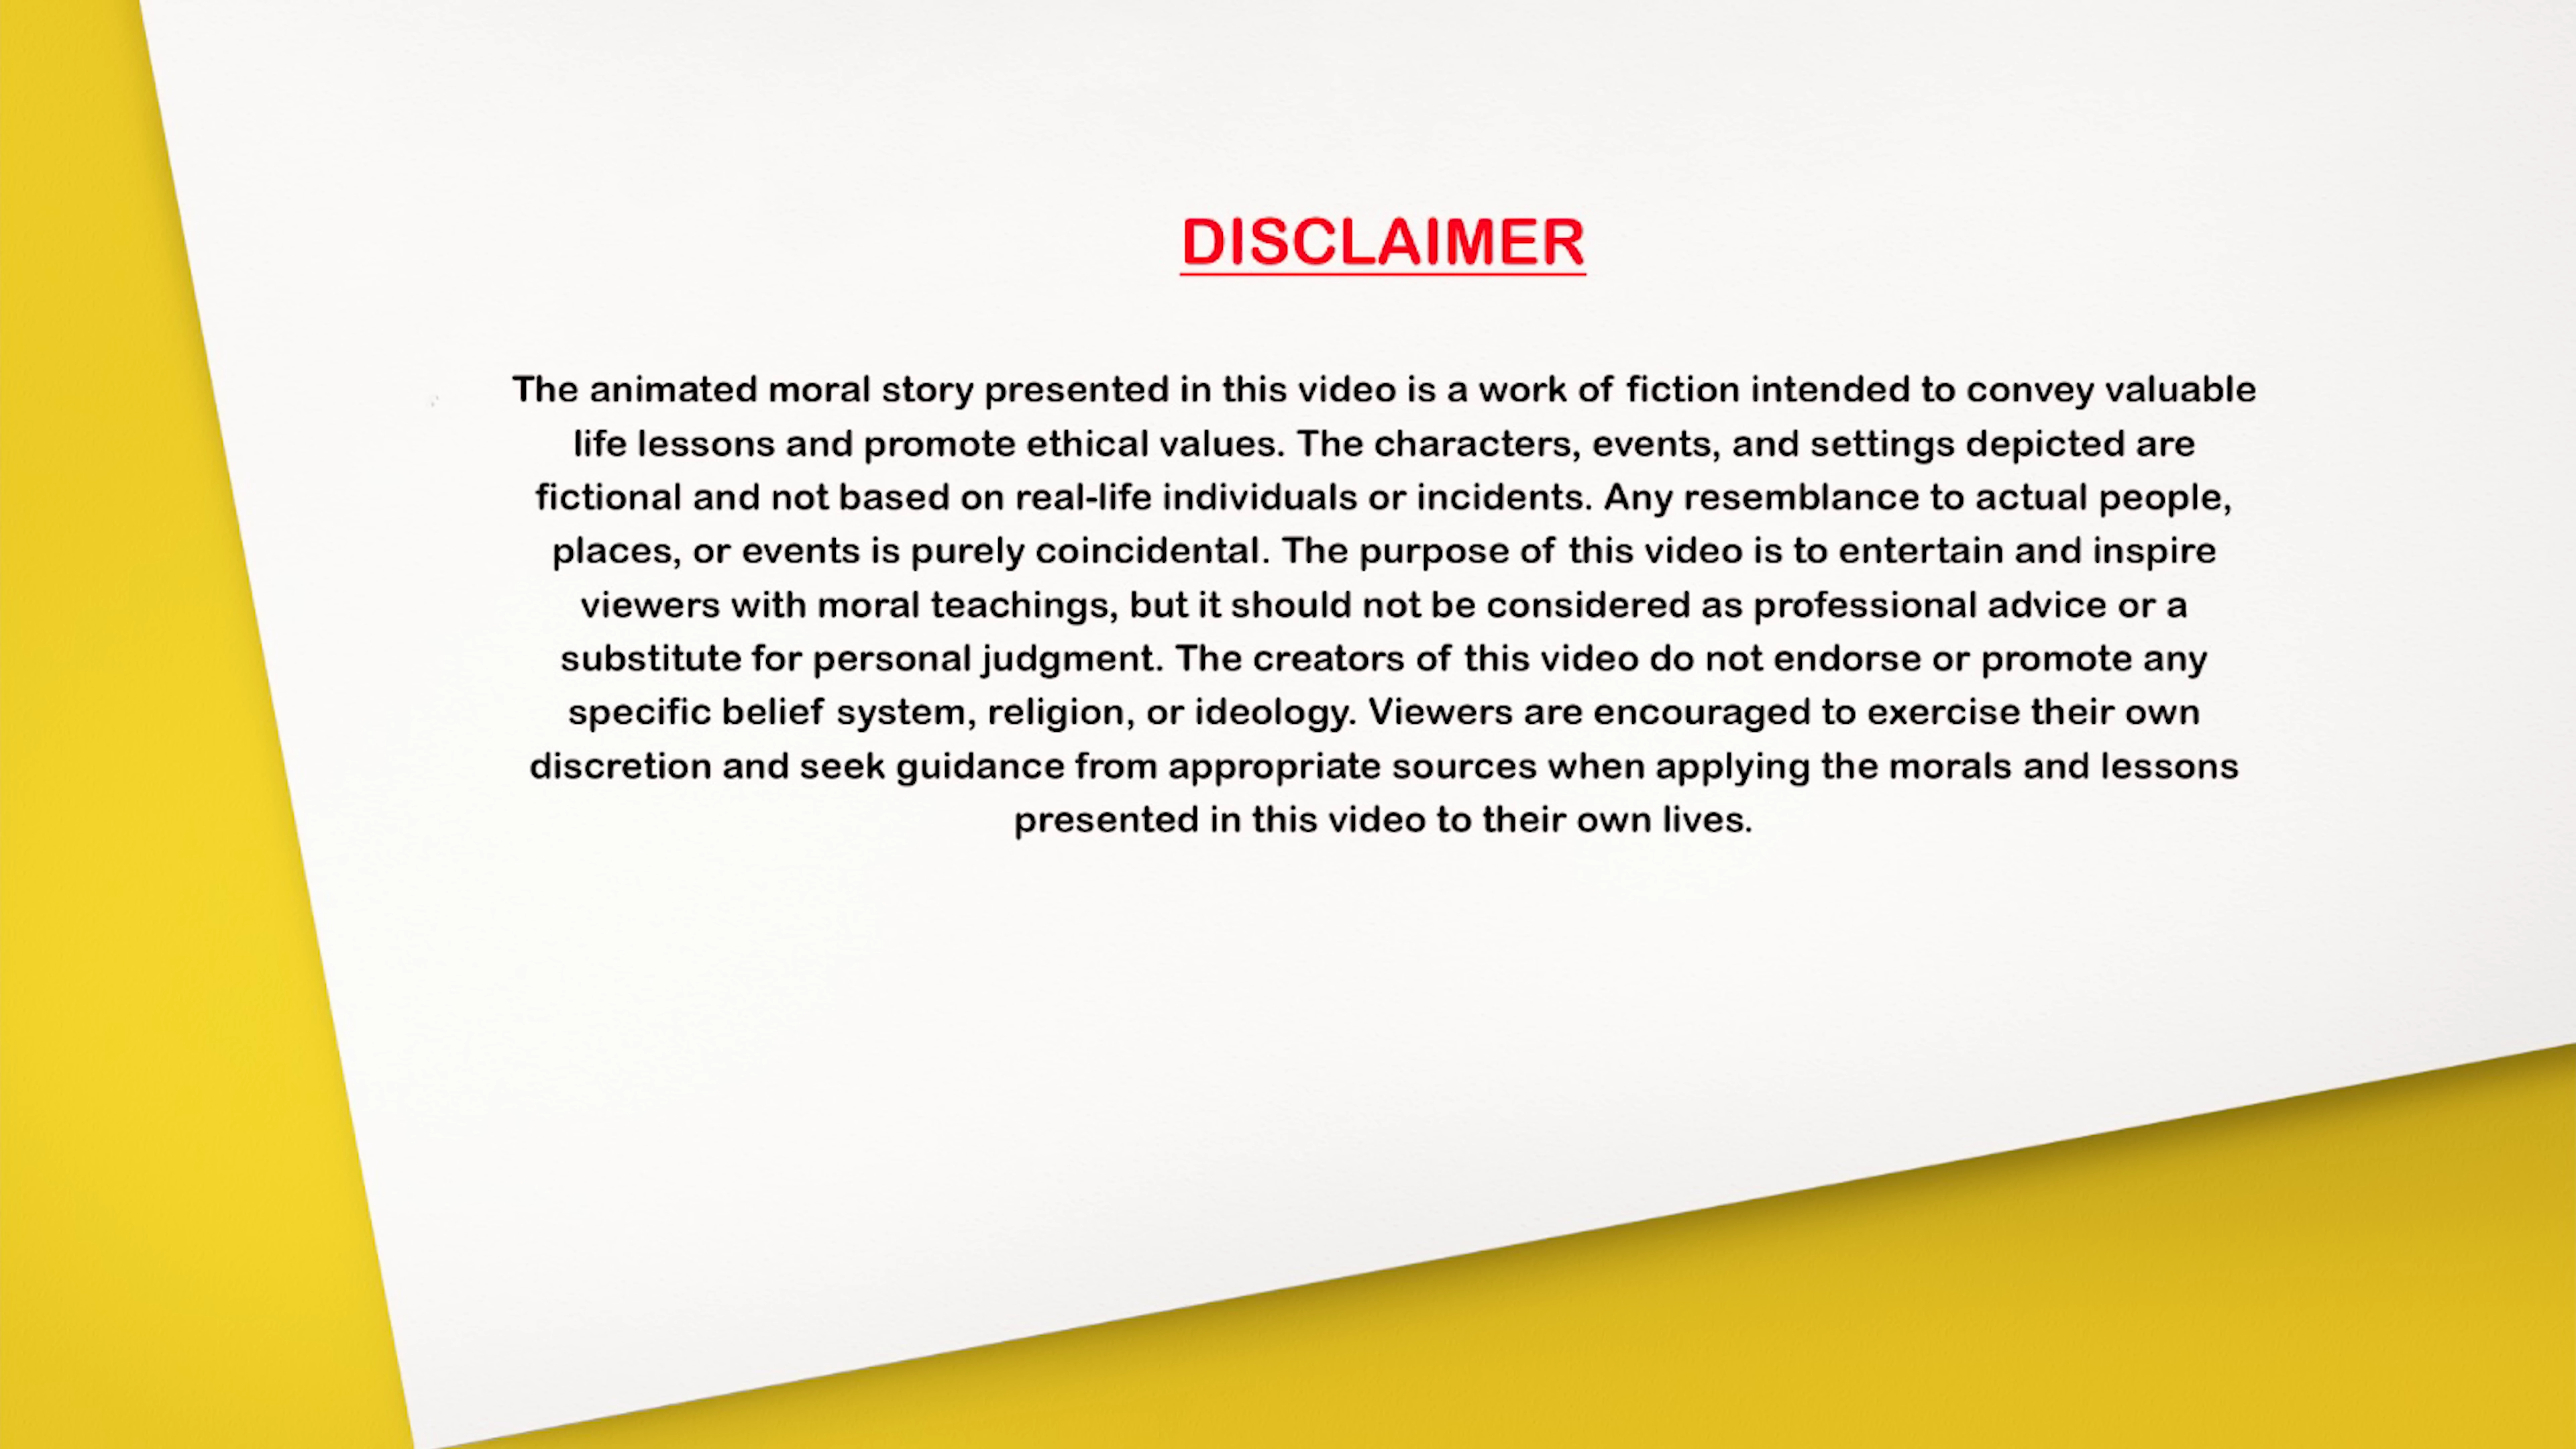 DISCLAIMER
The animated moral story presented in this video is a work of fiction intended to convey valuable
life lessons and promote ethical values. The characters, events, and settings depicted are
fictional and not based on real-life individuals or incidents. Any resemblance to actual people,
places, or events is purely coincidental. The purpose of this video is to entertain and inspire
viewers with moral teachings, but it should not be considered as professional advice or a
substitute for personal judgment. The creators of this video do not endorse or promote any
specific belief system, religion, or ideology. Viewers are encouraged to exercise their own
discretion and seek guidance from appropriate sources when applying the morals and lessons
presented in this video to their own lives.